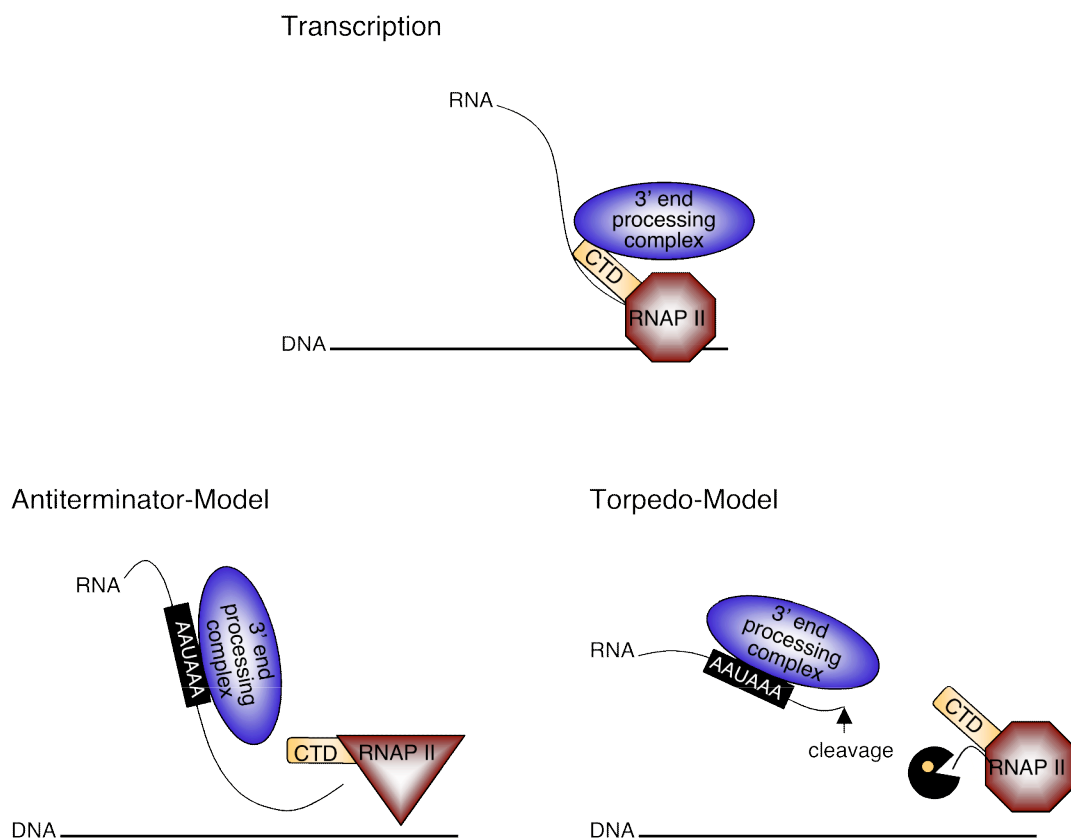 Transcription
RNA
3' end
processing
complex
CTD
RNAP II
DNA
Antiterminator-Model
RNA
AAUAAA
3' end
processing
complex
CTD
RNAP II
DNA
Torpedo-Model
RNA
3' end
processing
complex
AAUAAA
cleavage
CTD
RNAP II
DNA